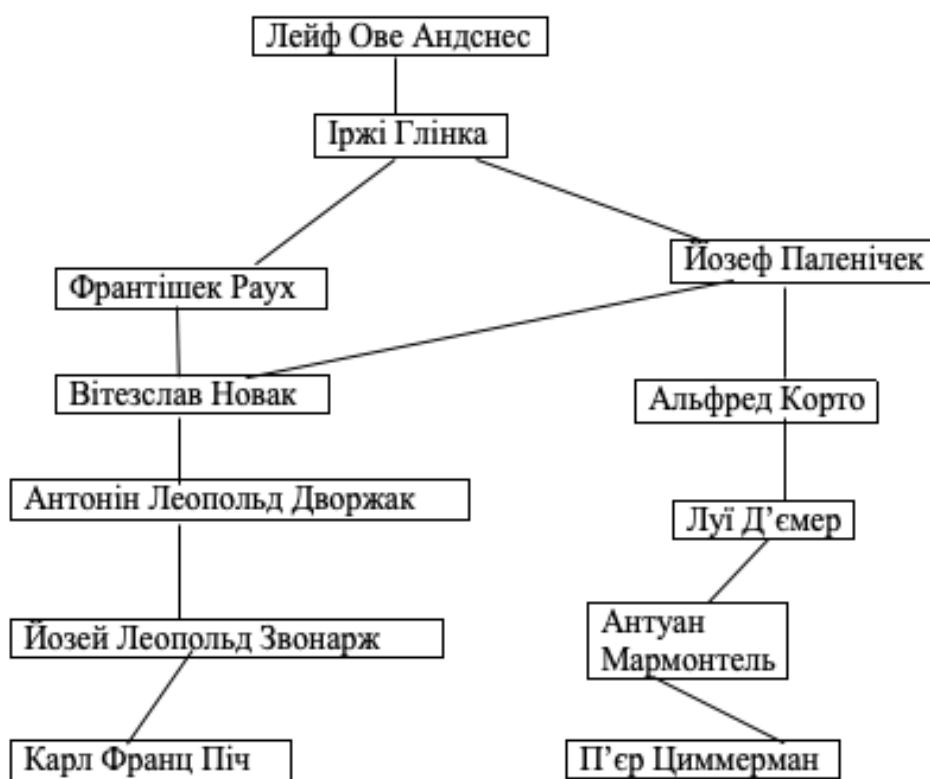 Лейф Ове Андснес
Іржі Глінка
Йозеф Паленічек
Франтішек Раух
Вітезслав Новак
Альфред Корто
Антонін Леопольд Дворжак
Луї Д’ємер
Йозей Леопольд Звонарж
Антуан
Мармонтель
Карл Франц Піч
П’єр Циммерман